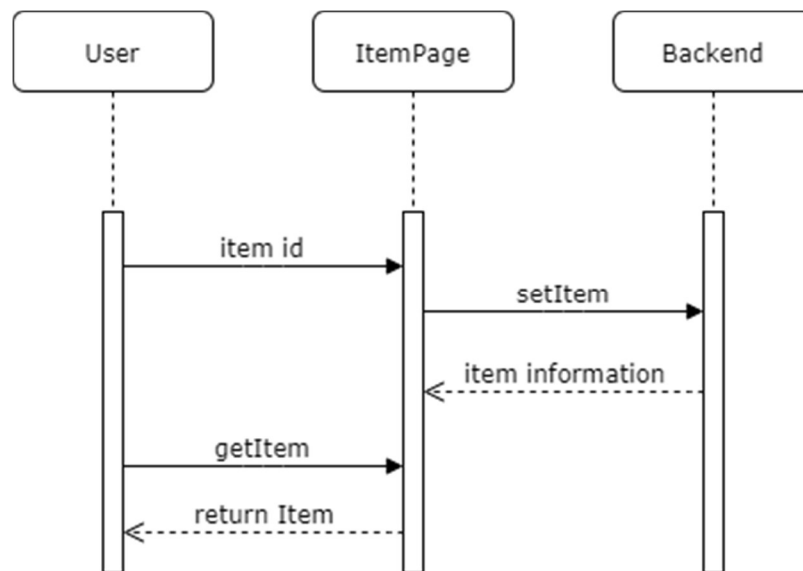 User
ItemPage
Backend
item id
setItem
item information
getItem
return Item